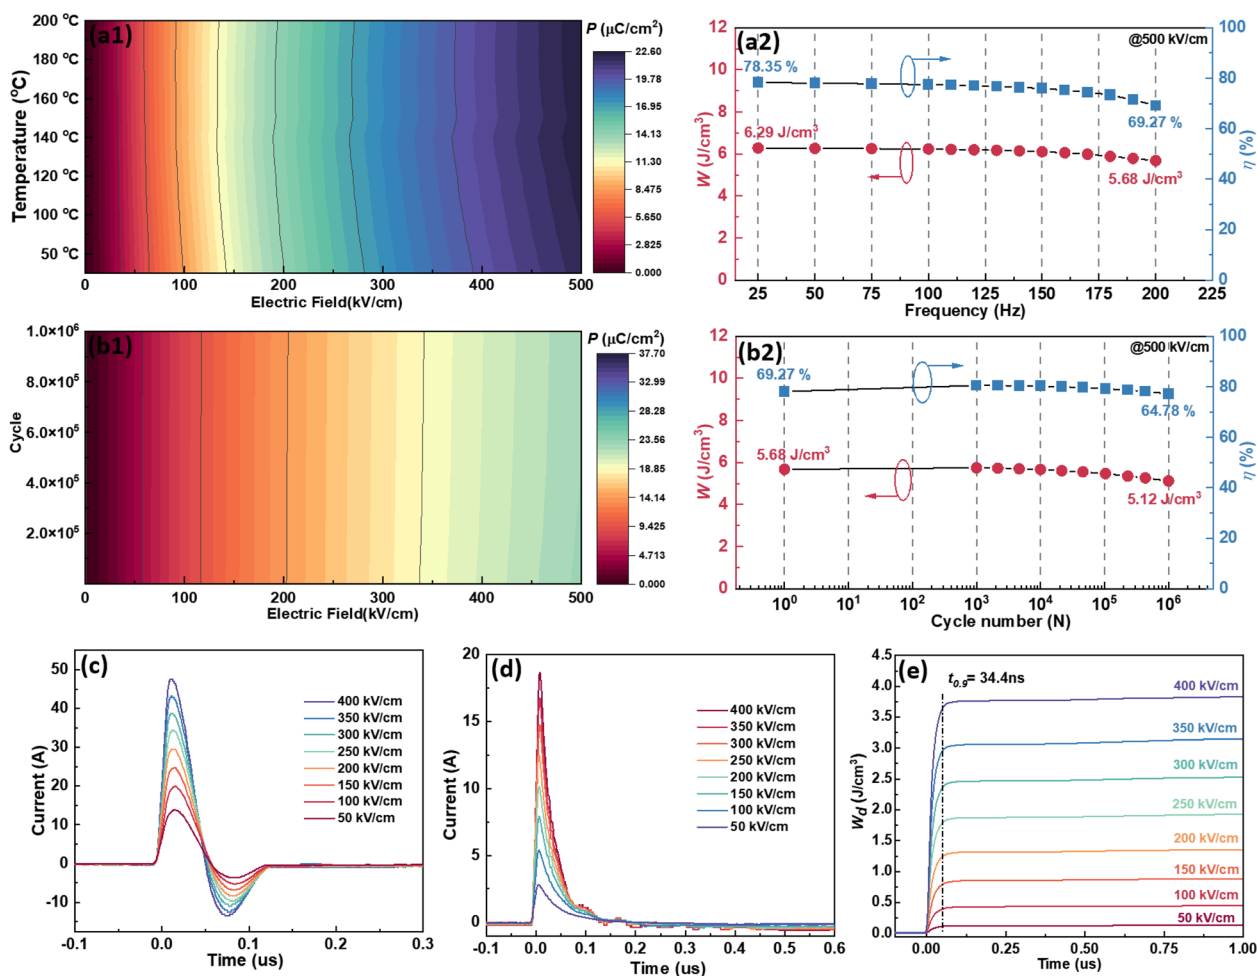 (a1)
200 °C
180 °C
160 °C
140 °C
120 °C
100 °C
50 °C
Temperature (°C)
0
100
200
300
400
500
Electric Field(kV/cm)
P (μC/cm²)
22.60
19.78
16.95
14.13
11.30
8.475
5.650
2.825
0.000
(a2)
@500 kV/cm
78.35 %
69.27 %
6.29 J/cm³
5.68 J/cm³
W (J/cm³)
12
10
8
6
4
2
0
100
80
60
40
20
0
η (%)
25
50
75
100
125
150
175
200
225
Frequency (Hz)
(b1)
1.0×10⁶
8.0×10⁵
6.0×10⁵
4.0×10⁵
2.0×10⁵
Cycle
0
100
200
300
400
500
Electric Field(kV/cm)
P (μC/cm²)
37.70
32.99
28.28
23.56
18.85
14.14
9.425
4.713
0.000
(b2)
@500 kV/cm
69.27 %
64.78 %
5.68 J/cm³
5.12 J/cm³
W (J/cm³)
12
10
8
6
4
2
0
100
80
60
40
20
0
η (%)
10⁰
10¹
10²
10³
10⁴
10⁵
10⁶
Cycle number (N)
(c)
50
40
30
20
10
0
-10
Current (A)
400 kV/cm
350 kV/cm
300 kV/cm
250 kV/cm
200 kV/cm
150 kV/cm
100 kV/cm
50 kV/cm
-0.1
0.0
0.1
0.2
0.3
Time (us)
(d)
20
15
10
5
0
Current (A)
400 kV/cm
350 kV/cm
300 kV/cm
250 kV/cm
200 kV/cm
150 kV/cm
100 kV/cm
50 kV/cm
-0.1
0.0
0.1
0.2
0.3
0.4
0.5
0.6
Time (us)
(e)
t0.9= 34.4ns
4.5
4.0
3.5
3.0
2.5
2.0
1.5
1.0
0.5
0.0
Wd (J/cm³)
400 kV/cm
350 kV/cm
300 kV/cm
250 kV/cm
200 kV/cm
150 kV/cm
100 kV/cm
50 kV/cm
0.00
0.25
0.50
0.75
1.00
Time (us)